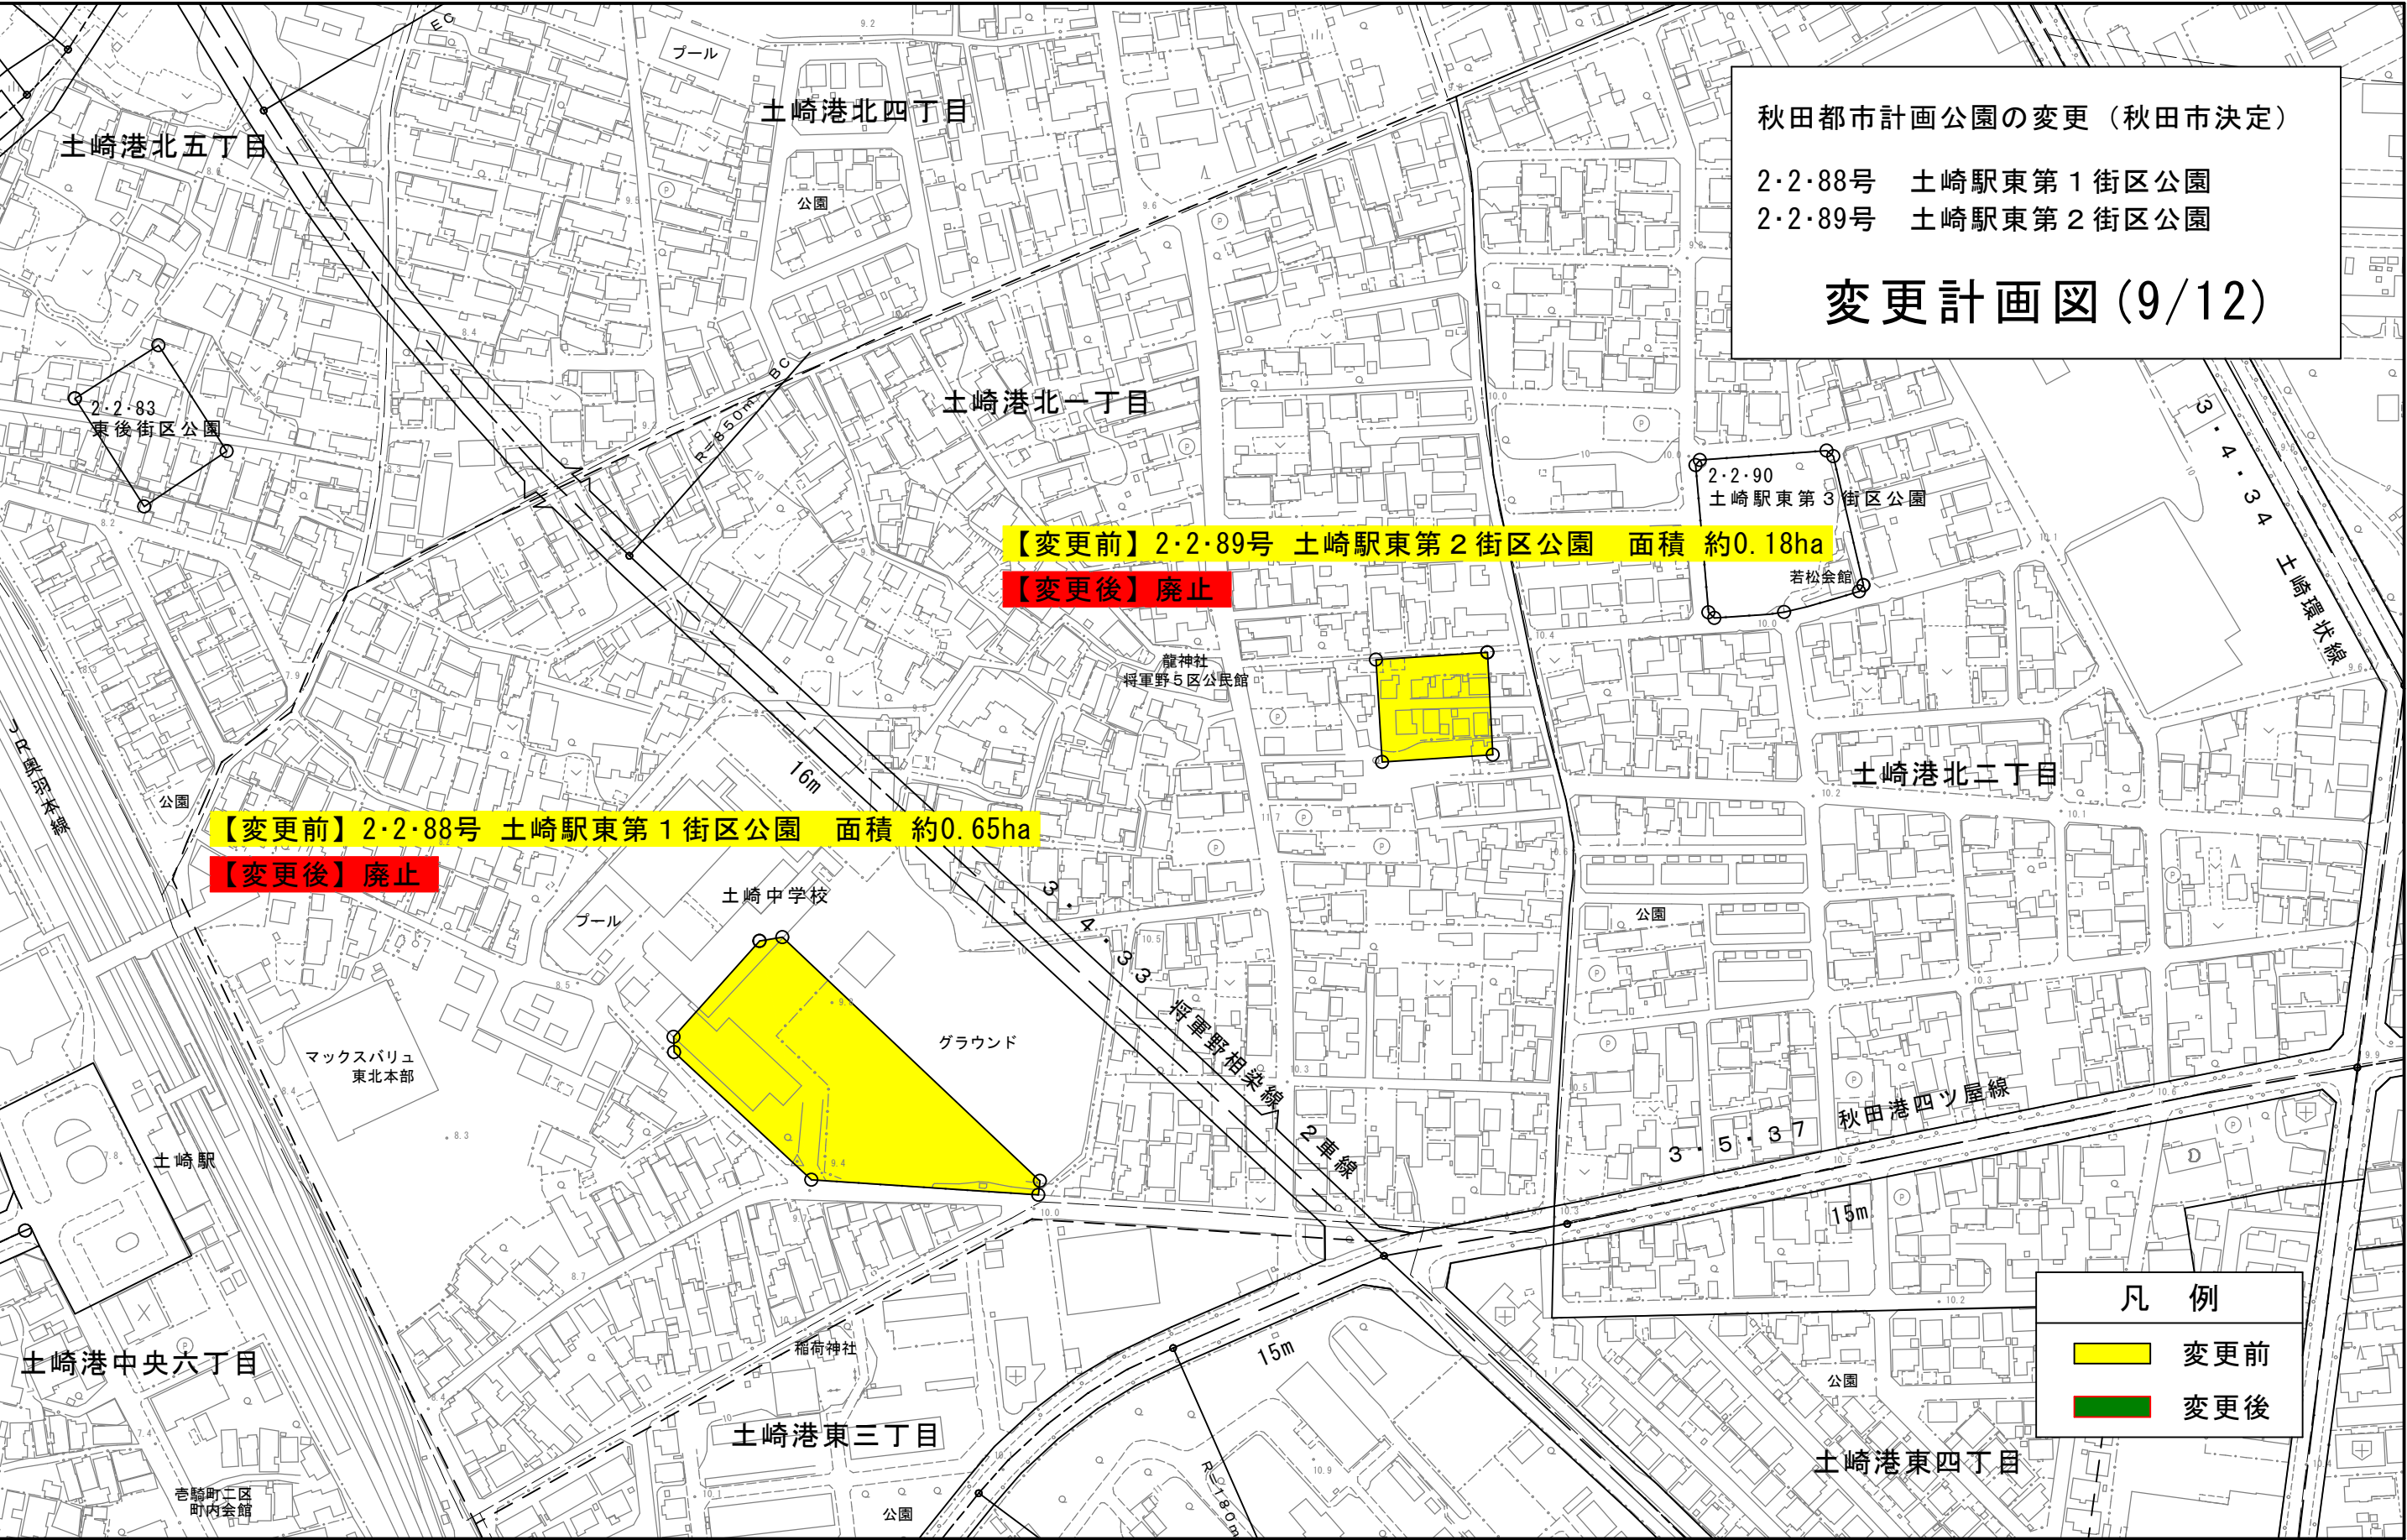 秋田都市計画公園の変更（秋田市決定）
2・2・88号　土崎駅東第１街区公園
2・2・89号　土崎駅東第２街区公園
変更計画図(9/12)
プール
土崎港北四丁目
土崎港北五丁目
公園
EC
BC
R=850m
土崎港北一丁目
2・2・83
東後街区公園
2・2・90
土崎駅東第３街区公園
若松会館
3・4・34　土崎環状線
【変更前】2・2・89号 土崎駅東第２街区公園　面積 約0.18ha
【変更後】廃止
龍神社
将軍野５区公民館
JR奥羽本線
公園
16m
土崎港北二丁目
【変更前】2・2・88号 土崎駅東第１街区公園　面積 約0.65ha
【変更後】廃止
土崎中学校
プール
公園
3・4・33　将軍野相染線　2車線
グラウンド
マックスバリュ
東北本部
土崎駅
3・5・37　秋田港四ツ屋線
15m
15m
稲荷神社
土崎港中央六丁目
土崎港東三丁目
公園
土崎港東四丁目
壱騎町二区
町内会館
公園
R=180m
凡　例
変更前
変更後